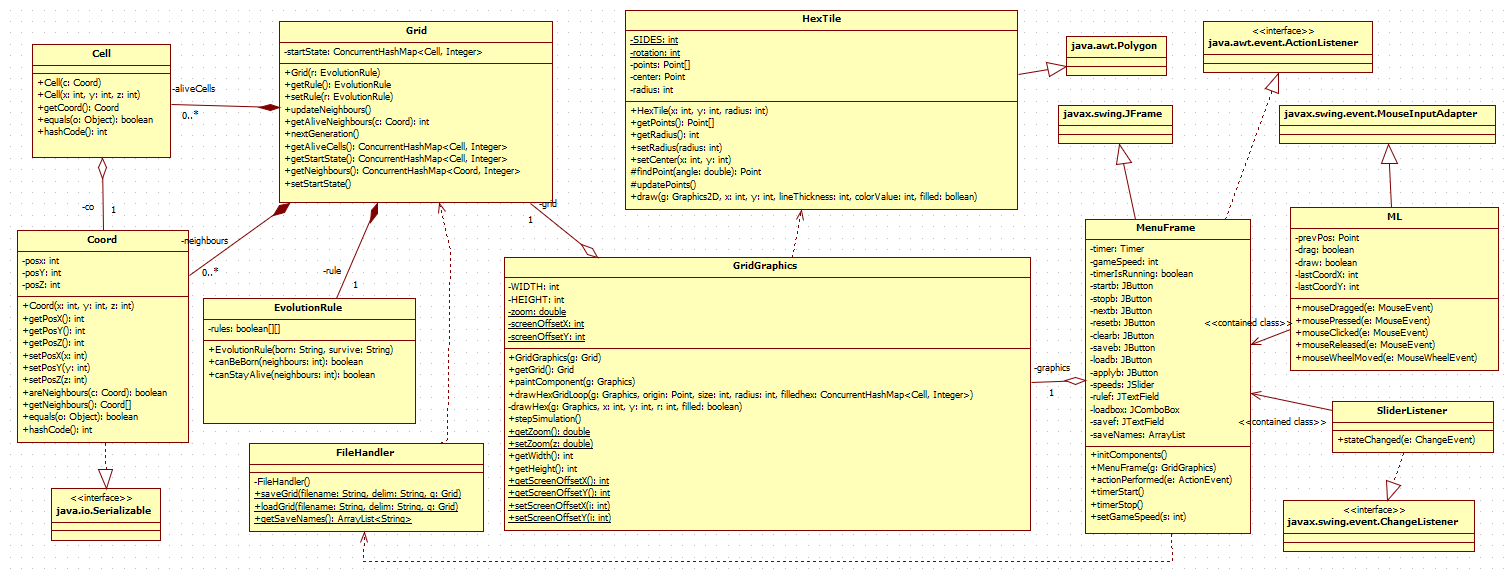 Cell
+Cell(c: Coord)
+Cell(x: int, y: int, z: int)
+getCoord(): Coord
+equals(o: Object): boolean
+hashCode(): int
-aliveCells
0..*
-co
1
Grid
-startState: ConcurrentHashMap<Cell, Integer>
+Grid(r: EvolutionRule)
+getRule(): EvolutionRule
+setRule(r: EvolutionRule)
+updateNeighbours()
+getAliveNeighbours(c: Coord): int
+nextGeneration()
+getAliveCells(): ConcurrentHashMap<Cell, Integer>
+getStartState(): ConcurrentHashMap<Cell, Integer>
+getNeighbours(): ConcurrentHashMap<Coord, Integer>
+setStartState()
-grid
1
HexTile
-SIDES: int
-rotation: int
-points: Point[]
-center: Point
-radius: int
+HexTile(x: int, y: int, radius: int)
+getPoints(): Point[]
+getRadius(): int
+setRadius(radius: int)
+setCenter(x: int, y: int)
#findPoint(angle: double): Point
#updatePoints()
+draw(g: Graphics2D, x: int, y: int, lineThickness: int, colorValue: int, filled: bollean)
java.awt.Polygon
<<interface>>
java.awt.event.ActionListener
javax.swing.JFrame
javax.swing.event.MouseInputAdapter
Coord
-posx: int
-posY: int
-posZ: int
+Coord(x: int, y: int, z: int)
+getPosX(): int
+getPosY(): int
+getPosZ(): int
+setPosX(x: int)
+setPosY(y: int)
+setPosZ(z: int)
+areNeighbours(c: Coord): boolean
+getNeighbours(): Coord[]
+equals(o: Object): boolean
+hashCode(): int
-neighbours
0..*
-rule
1
EvolutionRule
-rules: boolean[][]
+EvolutionRule(born: String, survive: String)
+canBeBorn(neighbours: int): boolean
+canStayAlive(neighbours: int): boolean
GridGraphics
-WIDTH: int
-HEIGHT: int
-zoom: double
-screenOffsetX: int
-screenOffsetY: int
+GridGraphics(g: Grid)
+getGrid(): Grid
+paintComponent(g: Graphics)
+drawHexGridLoop(g: Graphics, origin: Point, size: int, radius: int, filledhex: ConcurrentHashMap<Cell, Integer>)
-drawHex(g: Graphics, x: int, y: int, r: int, filled: boolean)
+stepSimulation()
+getZoom(): double
+setZoom(z: double)
+getWidth(): int
+getHeight(): int
+getScreenOffsetX(): int
+getScreenOffsetY(): int
+setScreenOffsetX(i: int)
+setScreenOffsetY(i: int)
-graphics
1
MenuFrame
-timer: Timer
-gameSpeed: int
-timerIsRunning: boolean
-startb: JButton
-stopb: JButton
-nextb: JButton
-resetb: JButton
-clearb: JButton
-saveb: JButton
-loadb: JButton
-applyb: JButton
-speeds: JSlider
-rulef: JTextField
-loadbox: JComboBox
-savef: JTextField
-saveNames: ArrayList
+initComponents()
+MenuFrame(g: GridGraphics)
+actionPerformed(e: ActionEvent)
+timerStart()
+timerStop()
+setGameSpeed(s: int)
ML
-prevPos: Point
-drag: boolean
-draw: boolean
-lastCoordX: int
-lastCoordY: int
+mouseDragged(e: MouseEvent)
+mousePressed(e: MouseEvent)
+mouseClicked(e: MouseEvent)
+mouseReleased(e: MouseEvent)
+mouseWheelMoved(e: MouseWheelEvent)
<<contained class>>
SliderListener
+stateChanged(e: ChangeEvent)
<<contained class>>
FileHandler
-FileHandler()
+saveGrid(filename: String, delim: String, g: Grid)
+loadGrid(filename: String, delim: String, g: Grid)
+getSaveNames(): ArrayList<String>
<<interface>>
java.io.Serializable
<<interface>>
javax.swing.event.ChangeListener